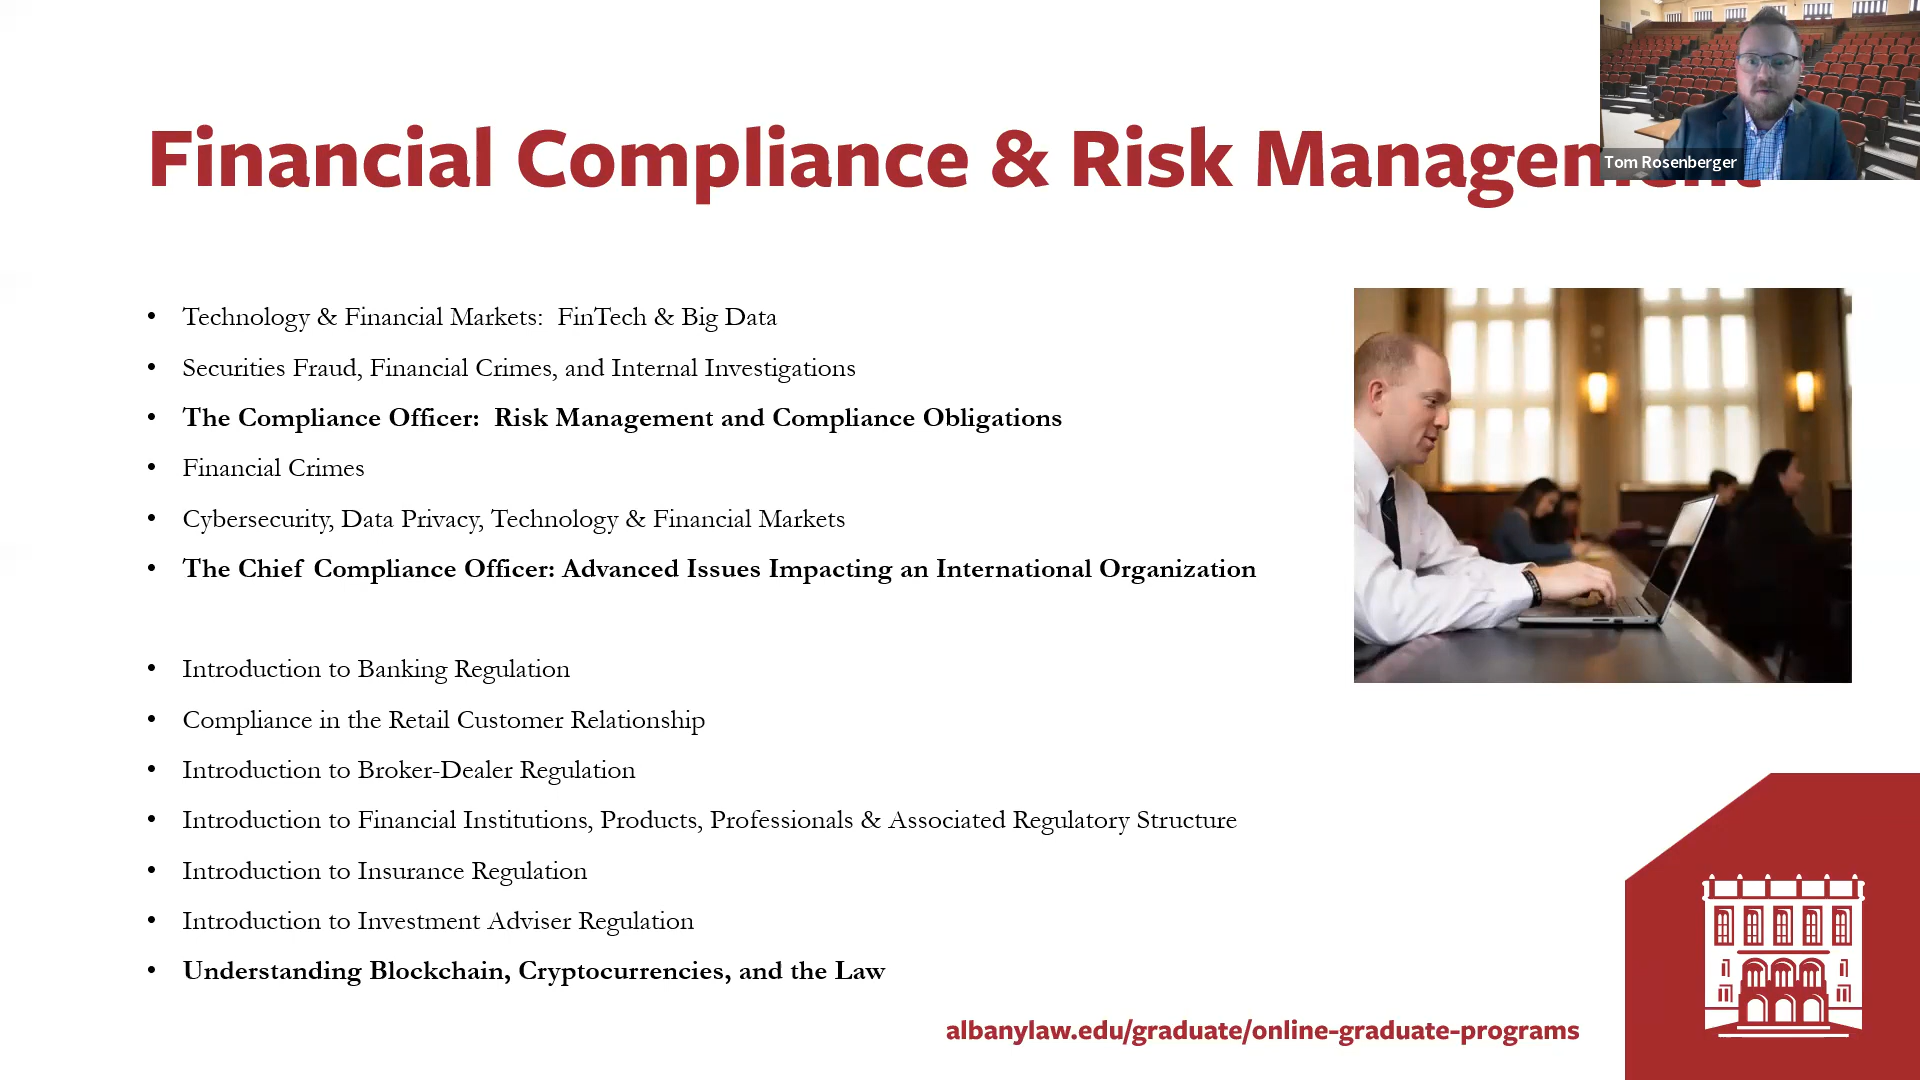 Financial Compliance & Risk Management
Tom Rosenberger
• Technology & Financial Markets:  FinTech & Big Data
• Securities Fraud, Financial Crimes, and Internal Investigations
• The Compliance Officer:  Risk Management and Compliance Obligations
• Financial Crimes
• Cybersecurity, Data Privacy, Technology & Financial Markets
• The Chief Compliance Officer: Advanced Issues Impacting an International Organization
• Introduction to Banking Regulation
• Compliance in the Retail Customer Relationship
• Introduction to Broker-Dealer Regulation
• Introduction to Financial Institutions, Products, Professionals & Associated Regulatory Structure
• Introduction to Insurance Regulation
• Introduction to Investment Adviser Regulation
• Understanding Blockchain, Cryptocurrencies, and the Law
albanylaw.edu/graduate/online-graduate-programs